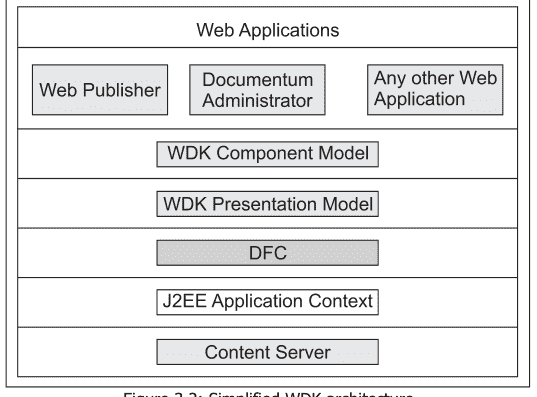 Web Applications
Web Publisher
Documentum
Administrator
Any other Web
Application
WDK Component Model
WDK Presentation Model
DFC
J2EE Application Context
Content Server
Figure 2.2: Simplified WDK architecture